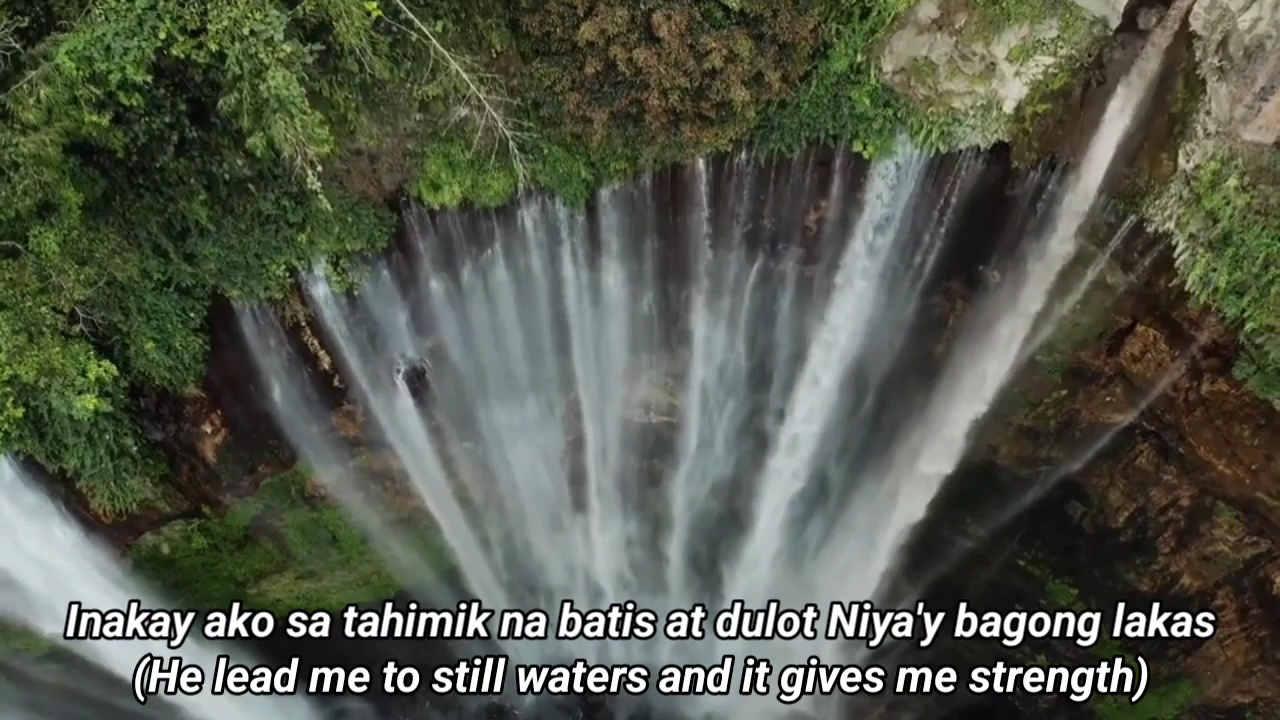 Inakay ako sa tahimik na batis at dulot Niya'y bagong lakas
(He lead me to still waters and it gives me strength)